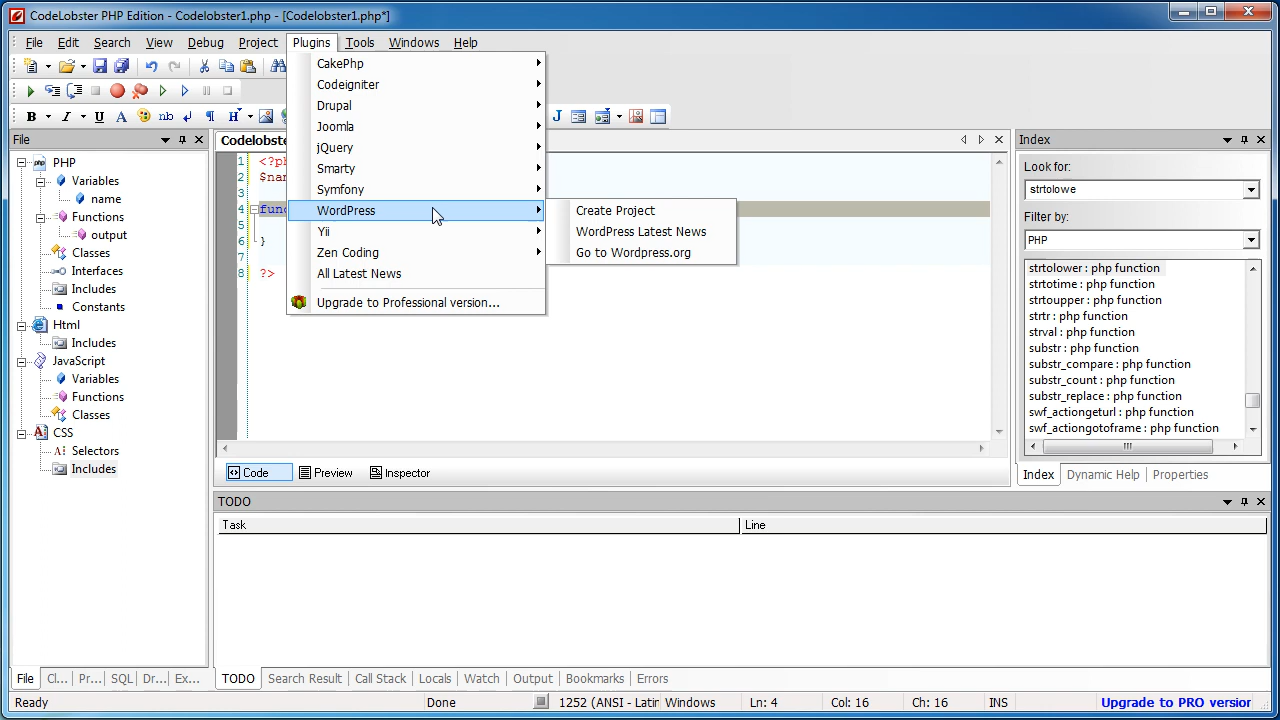 CodeLobster PHP Edition - Codelobster1.php - [Codelobster1.php*]
File Edit Search View Debug Project Plugins Tools Windows Help
B I U A nb H J
File
PHP
Variables
name
Functions
output
Classes
Interfaces
Includes
Constants
Html
Includes
JavaScript
Variables
Functions
Classes
CSS
Selectors
Includes
File Cl... Pr... SQL Dr... Ex...
CakePhp
Codeigniter
Drupal
Joomla
jQuery
Smarty
Symfony
WordPress
Yii
Zen Coding
All Latest News
Upgrade to Professional version...
Create Project
WordPress Latest News
Go to Wordpress.org
Codelobster
1 <?ph
2 $nam
3
4 func
5
6 }
7
8 ?>
Code Preview Inspector
Index
Look for:
strtolowe
Filter by:
PHP
strtolower : php function
strtotime : php function
strtoupper : php function
strtr : php function
strval : php function
substr : php function
substr_compare : php function
substr_count : php function
substr_replace : php function
swf_actiongeturl : php function
swf_actiongotoframe : php function
Index Dynamic Help Properties
TODO
Task Line
TODO Search Result Call Stack Locals Watch Output Bookmarks Errors
Ready Done 1252 (ANSI - Latin Windows Ln: 4 Col: 16 Ch: 16 INS Upgrade to PRO version